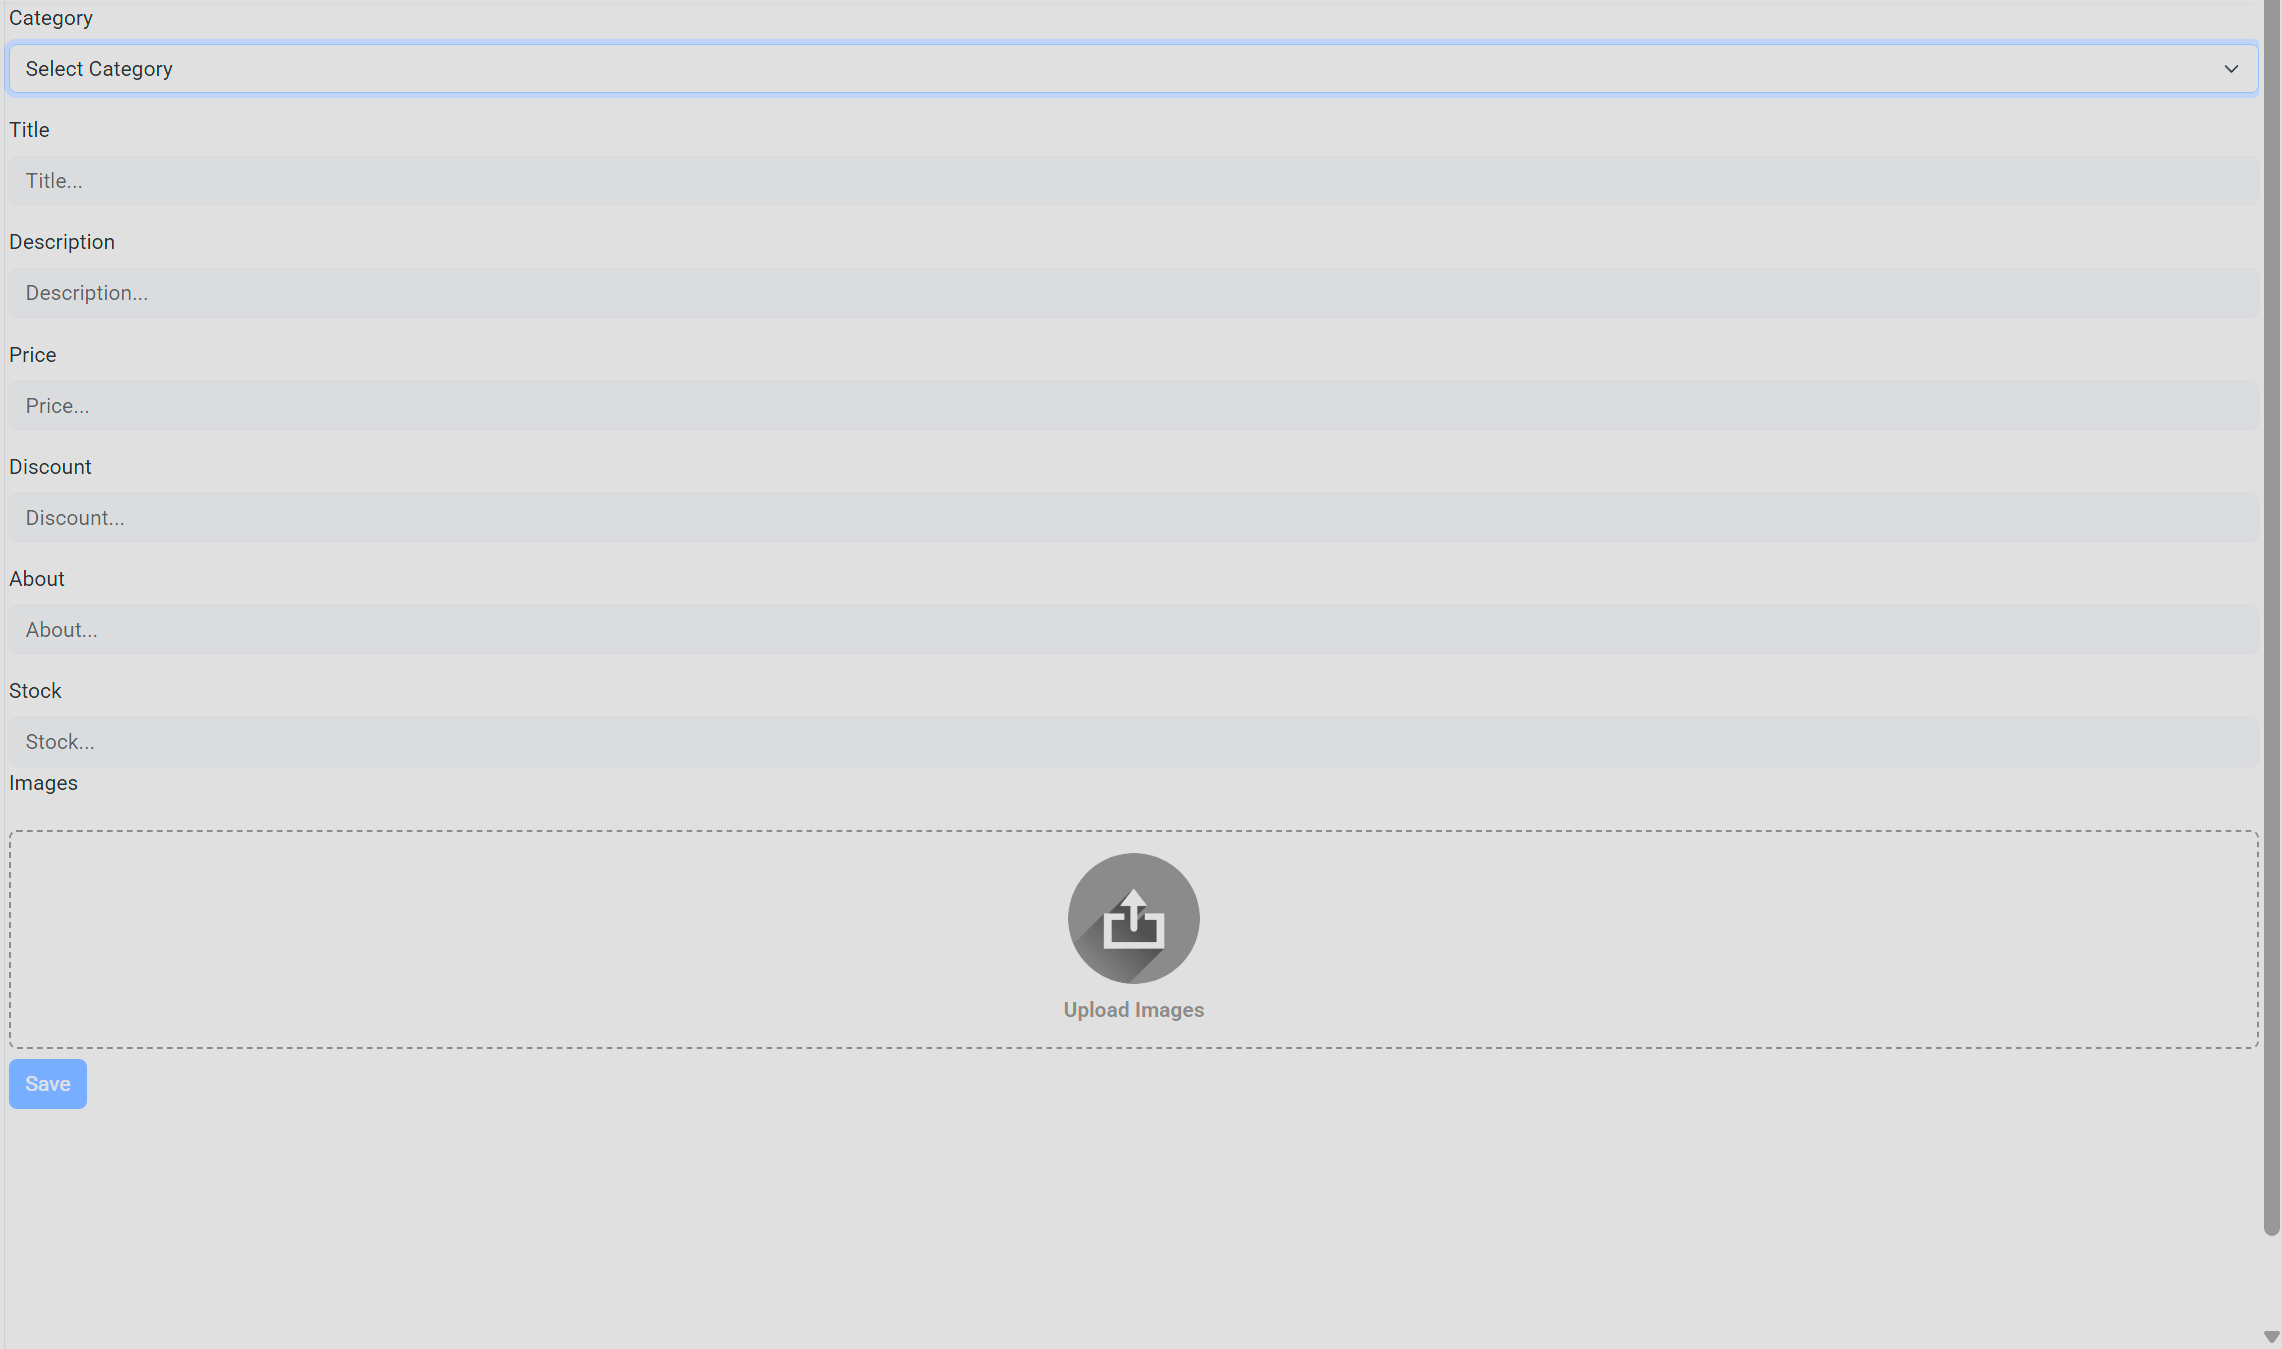 Category
Select Category
Title
Title...
Description
Description...
Price
Price...
Discount
Discount...
About
About...
Stock
Stock...
Images
Upload Images
Save